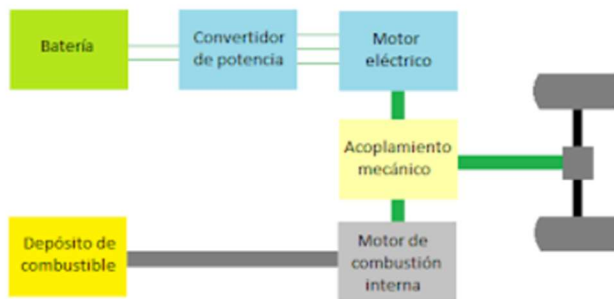 Batería
Convertidor
de potencia
Motor
eléctrico
Acoplamiento
mecánico
Depósito de
combustible
Motor de
combustión
interna